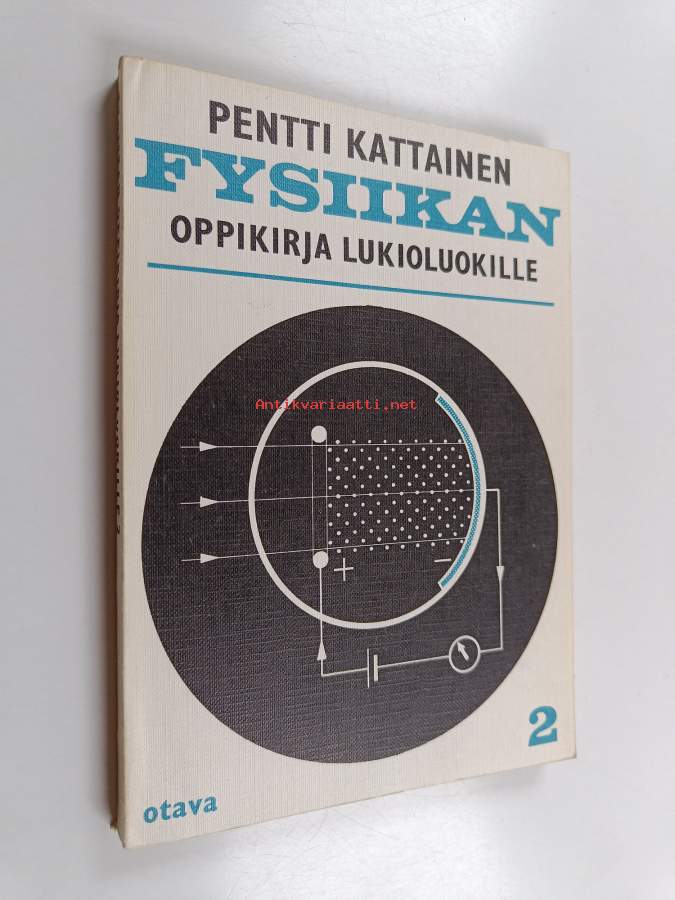 PENTTI KATTAINEN
FYSIIKAN
OPPIKIRJA LUKIOLUOKILLE
Antikvariaatti.net
+ −
2
otava